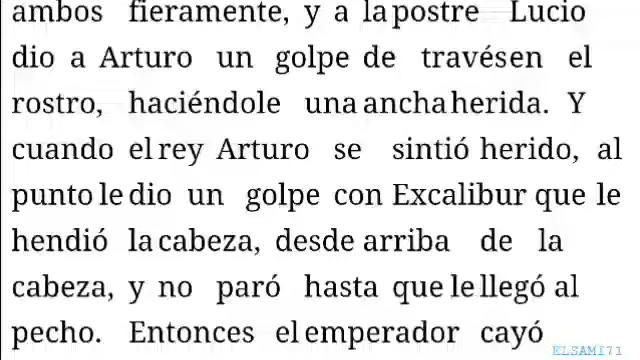 ambos fieramente, y a la postre Lucio
dio a Arturo un golpe de travésen el
rostro, haciéndole una ancha herida. Y
cuando el rey Arturo se sintió herido, al
punto le dio un golpe con Excalibur que le
hendió la cabeza, desde arriba de la
cabeza, y no paró hasta que le llegó al
pecho. Entonces el emperador cayó
ELSAMI71